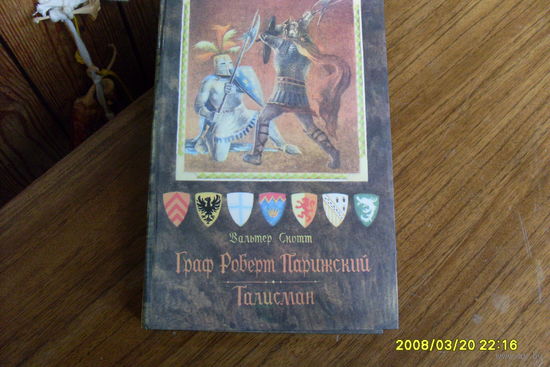 Вальтер Скотт
Граф Роберт Парижский
Талисман
2008/03/20 22:16